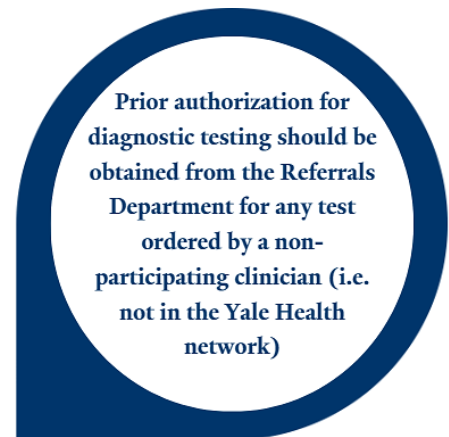 Prior authorization for
diagnostic testing should be
obtained from the Referrals
Department for any test
ordered by a non-
participating clinician (i.e.
not in the Yale Health
network)